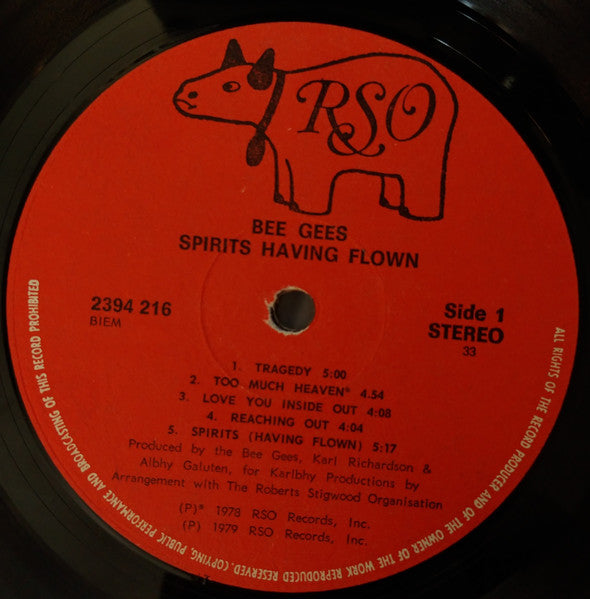 RSO
BEE GEES
SPIRITS HAVING FLOWN
2394 216
BIEM
Side 1
STEREO
33
1. TRAGEDY 5:00
2. TOO MUCH HEAVEN* 4.54
3. LOVE YOU INSIDE OUT 4:08
4. REACHING OUT 4:04
5. SPIRITS (HAVING FLOWN) 5:17
Produced by the Bee Gees, Karl Richardson &
Albhy Galuten, for Karlbhy Productions by
Arrangement with The Roberts Stigwood Organisation
(P)* 1978 RSO Records, Inc.
(P) 1979 RSO Records, Inc.
ALL RIGHTS OF THE RECORD PRODUCER AND OF THE OWNER OF THE WORK REPRODUCED RESERVED. COPYING, PUBLIC PERFORMANCE AND BROADCASTING OF THIS RECORD PROHIBITED